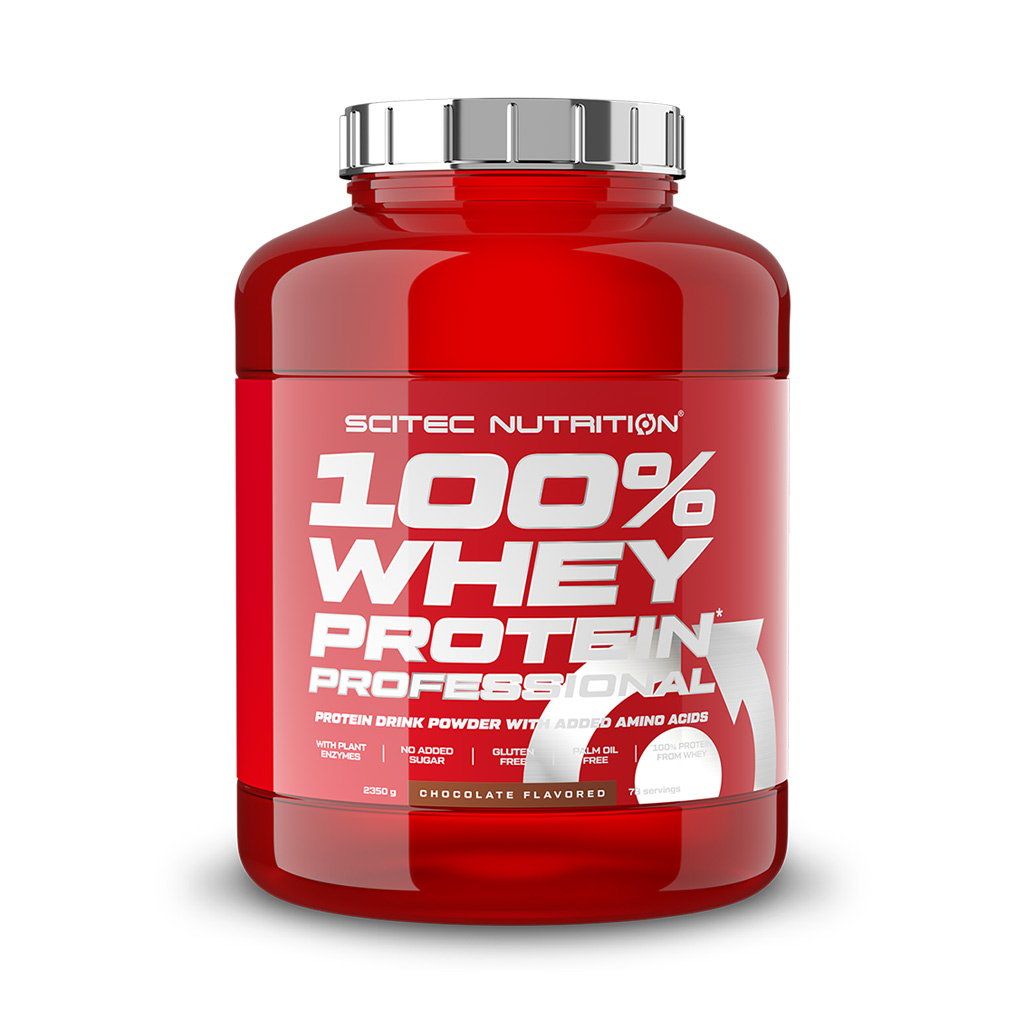 SCITEC NUTRITION®
100%
WHEY
PROTEIN*
PROFESSIONAL
PROTEIN DRINK POWDER WITH ADDED AMINO ACIDS
WITH PLANT ENZYMES
NO ADDED SUGAR
GLUTEN FREE
PALM OIL FREE
100% PROTEIN FROM WHEY
2350 g
CHOCOLATE FLAVORED
servings